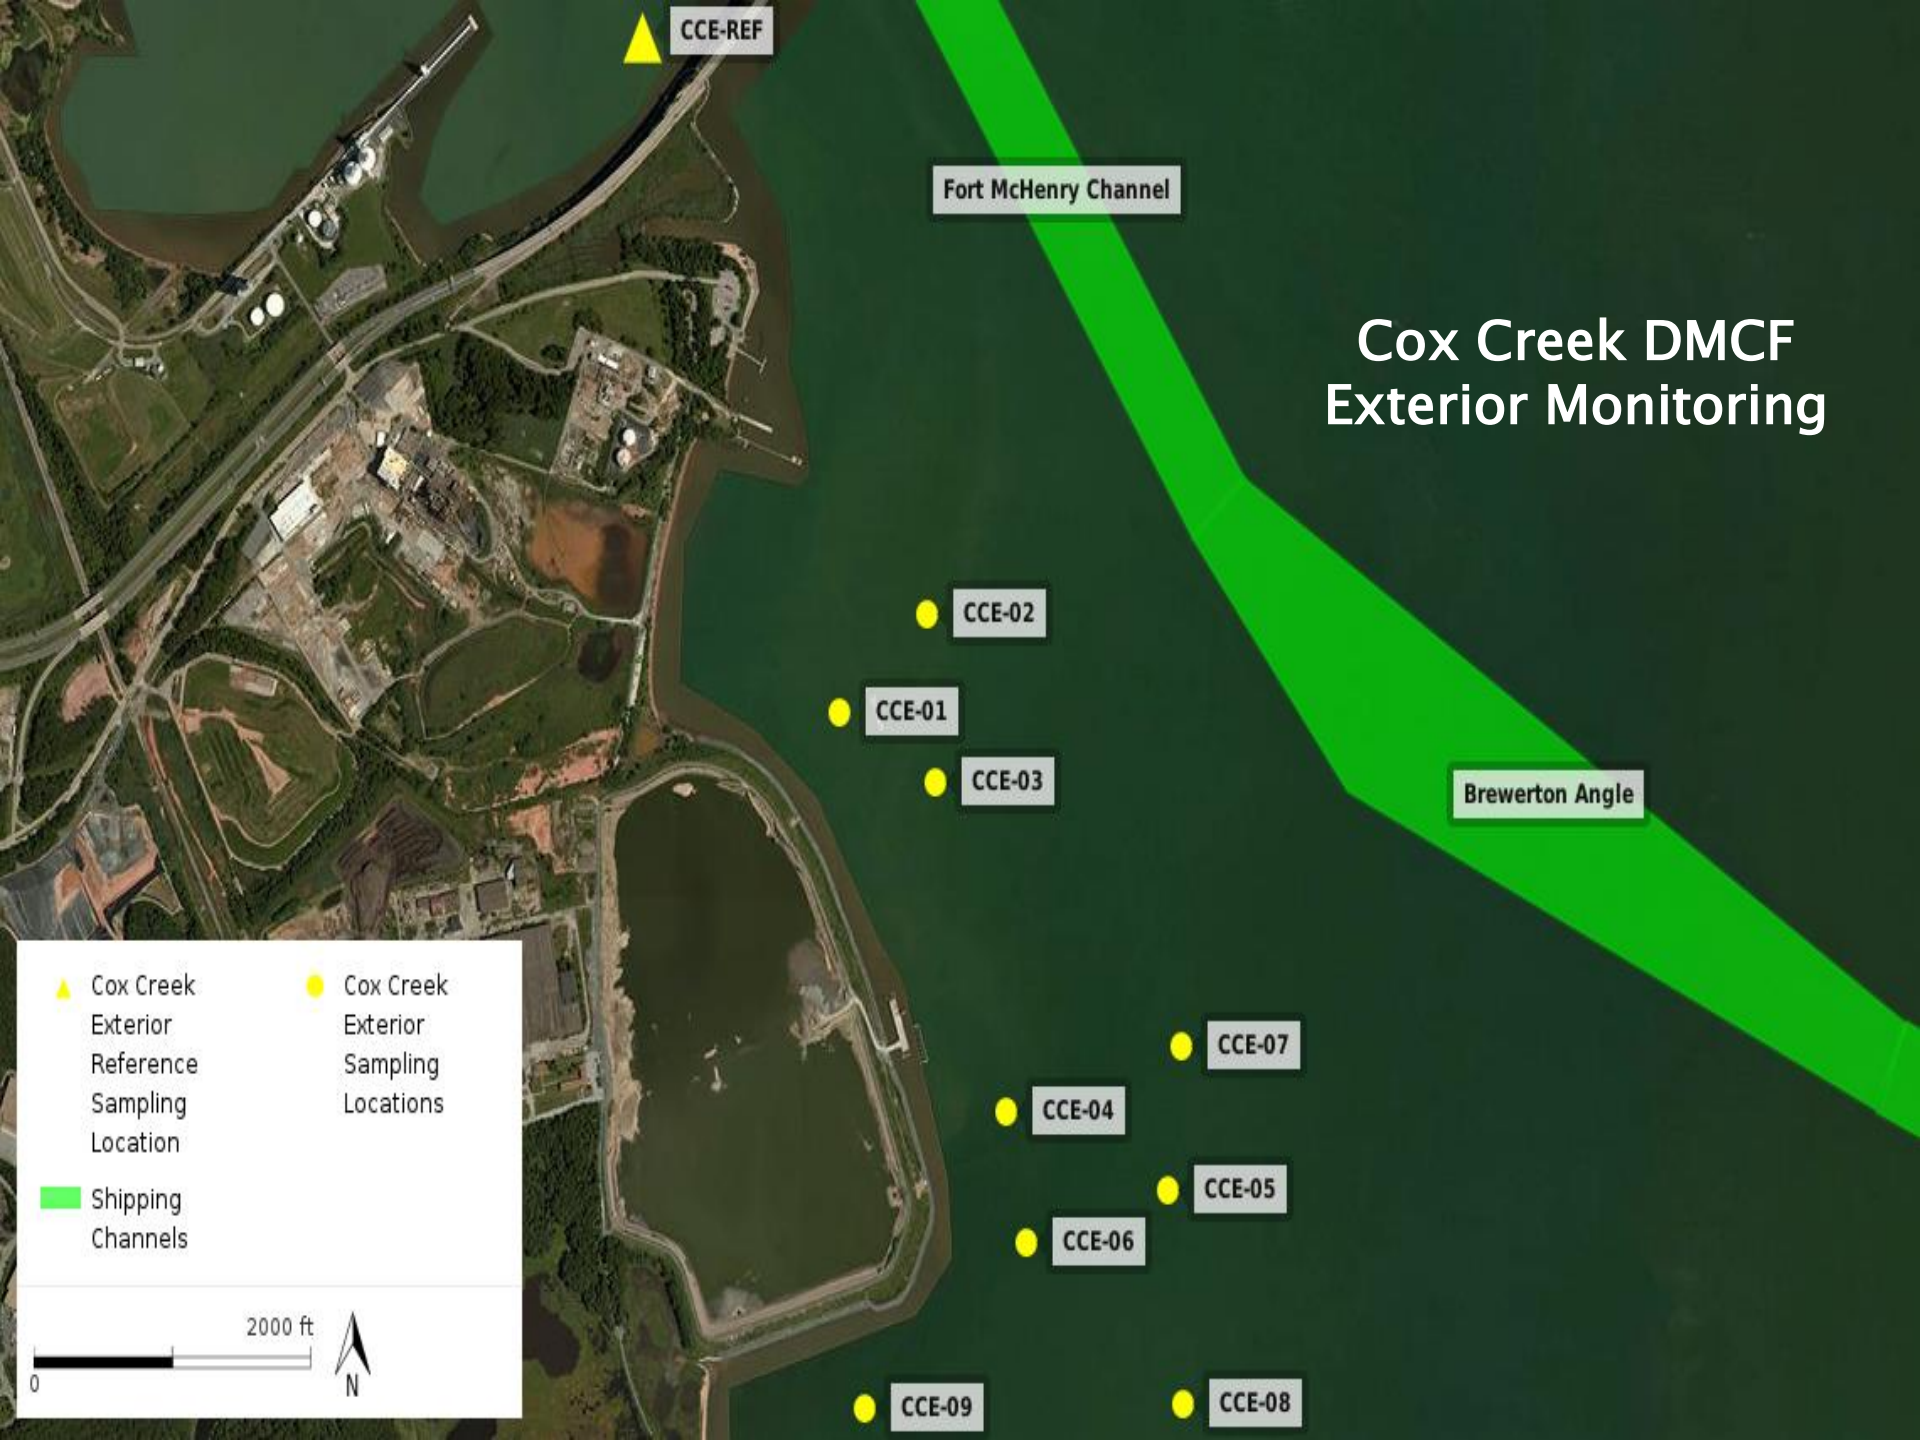 CCE-REF
Fort McHenry Channel
Cox Creek DMCF
Exterior Monitoring
CCE-02
CCE-01
CCE-03
Brewerton Angle
CCE-07
CCE-04
CCE-05
CCE-06
CCE-09
CCE-08
Cox Creek
Exterior
Reference
Sampling
Location
Cox Creek
Exterior
Sampling
Locations
Shipping
Channels
2000 ft
0
N